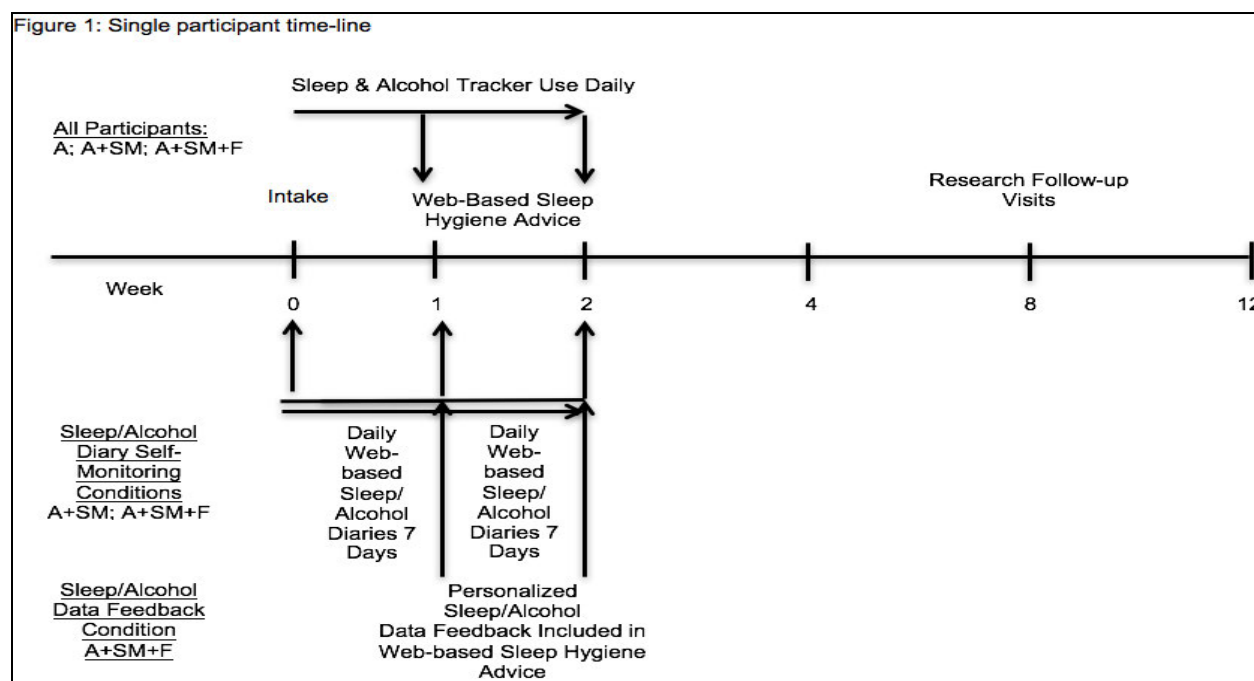 Figure 1: Single participant time-line
Sleep & Alcohol Tracker Use Daily
All Participants:
A; A+SM; A+SM+F
Intake
Web-Based Sleep
Hygiene Advice
Research Follow-up
Visits
Week
0
1
2
4
8
12
Sleep/Alcohol
Diary Self-
Monitoring
Conditions
A+SM; A+SM+F
Daily
Web-
based
Sleep/
Alcohol
Diaries 7
Days
Daily
Web-
based
Sleep/
Alcohol
Diaries 7
Days
Sleep/Alcohol
Data Feedback
Condition
A+SM+F
Personalized
Sleep/Alcohol
Data Feedback Included in
Web-based Sleep Hygiene
Advice